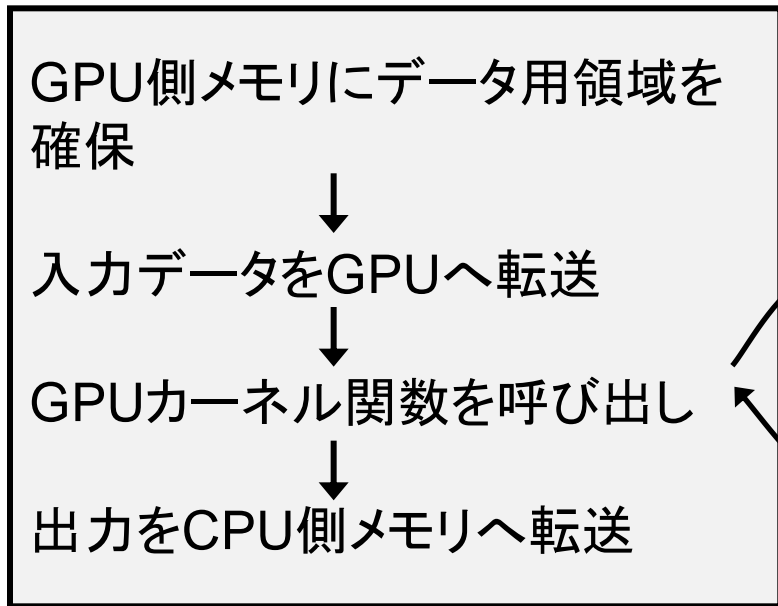 GPU側メモリにデータ用領域を
確保
入力データをGPUへ転送
GPUカーネル関数を呼び出し
出力をCPU側メモリへ転送